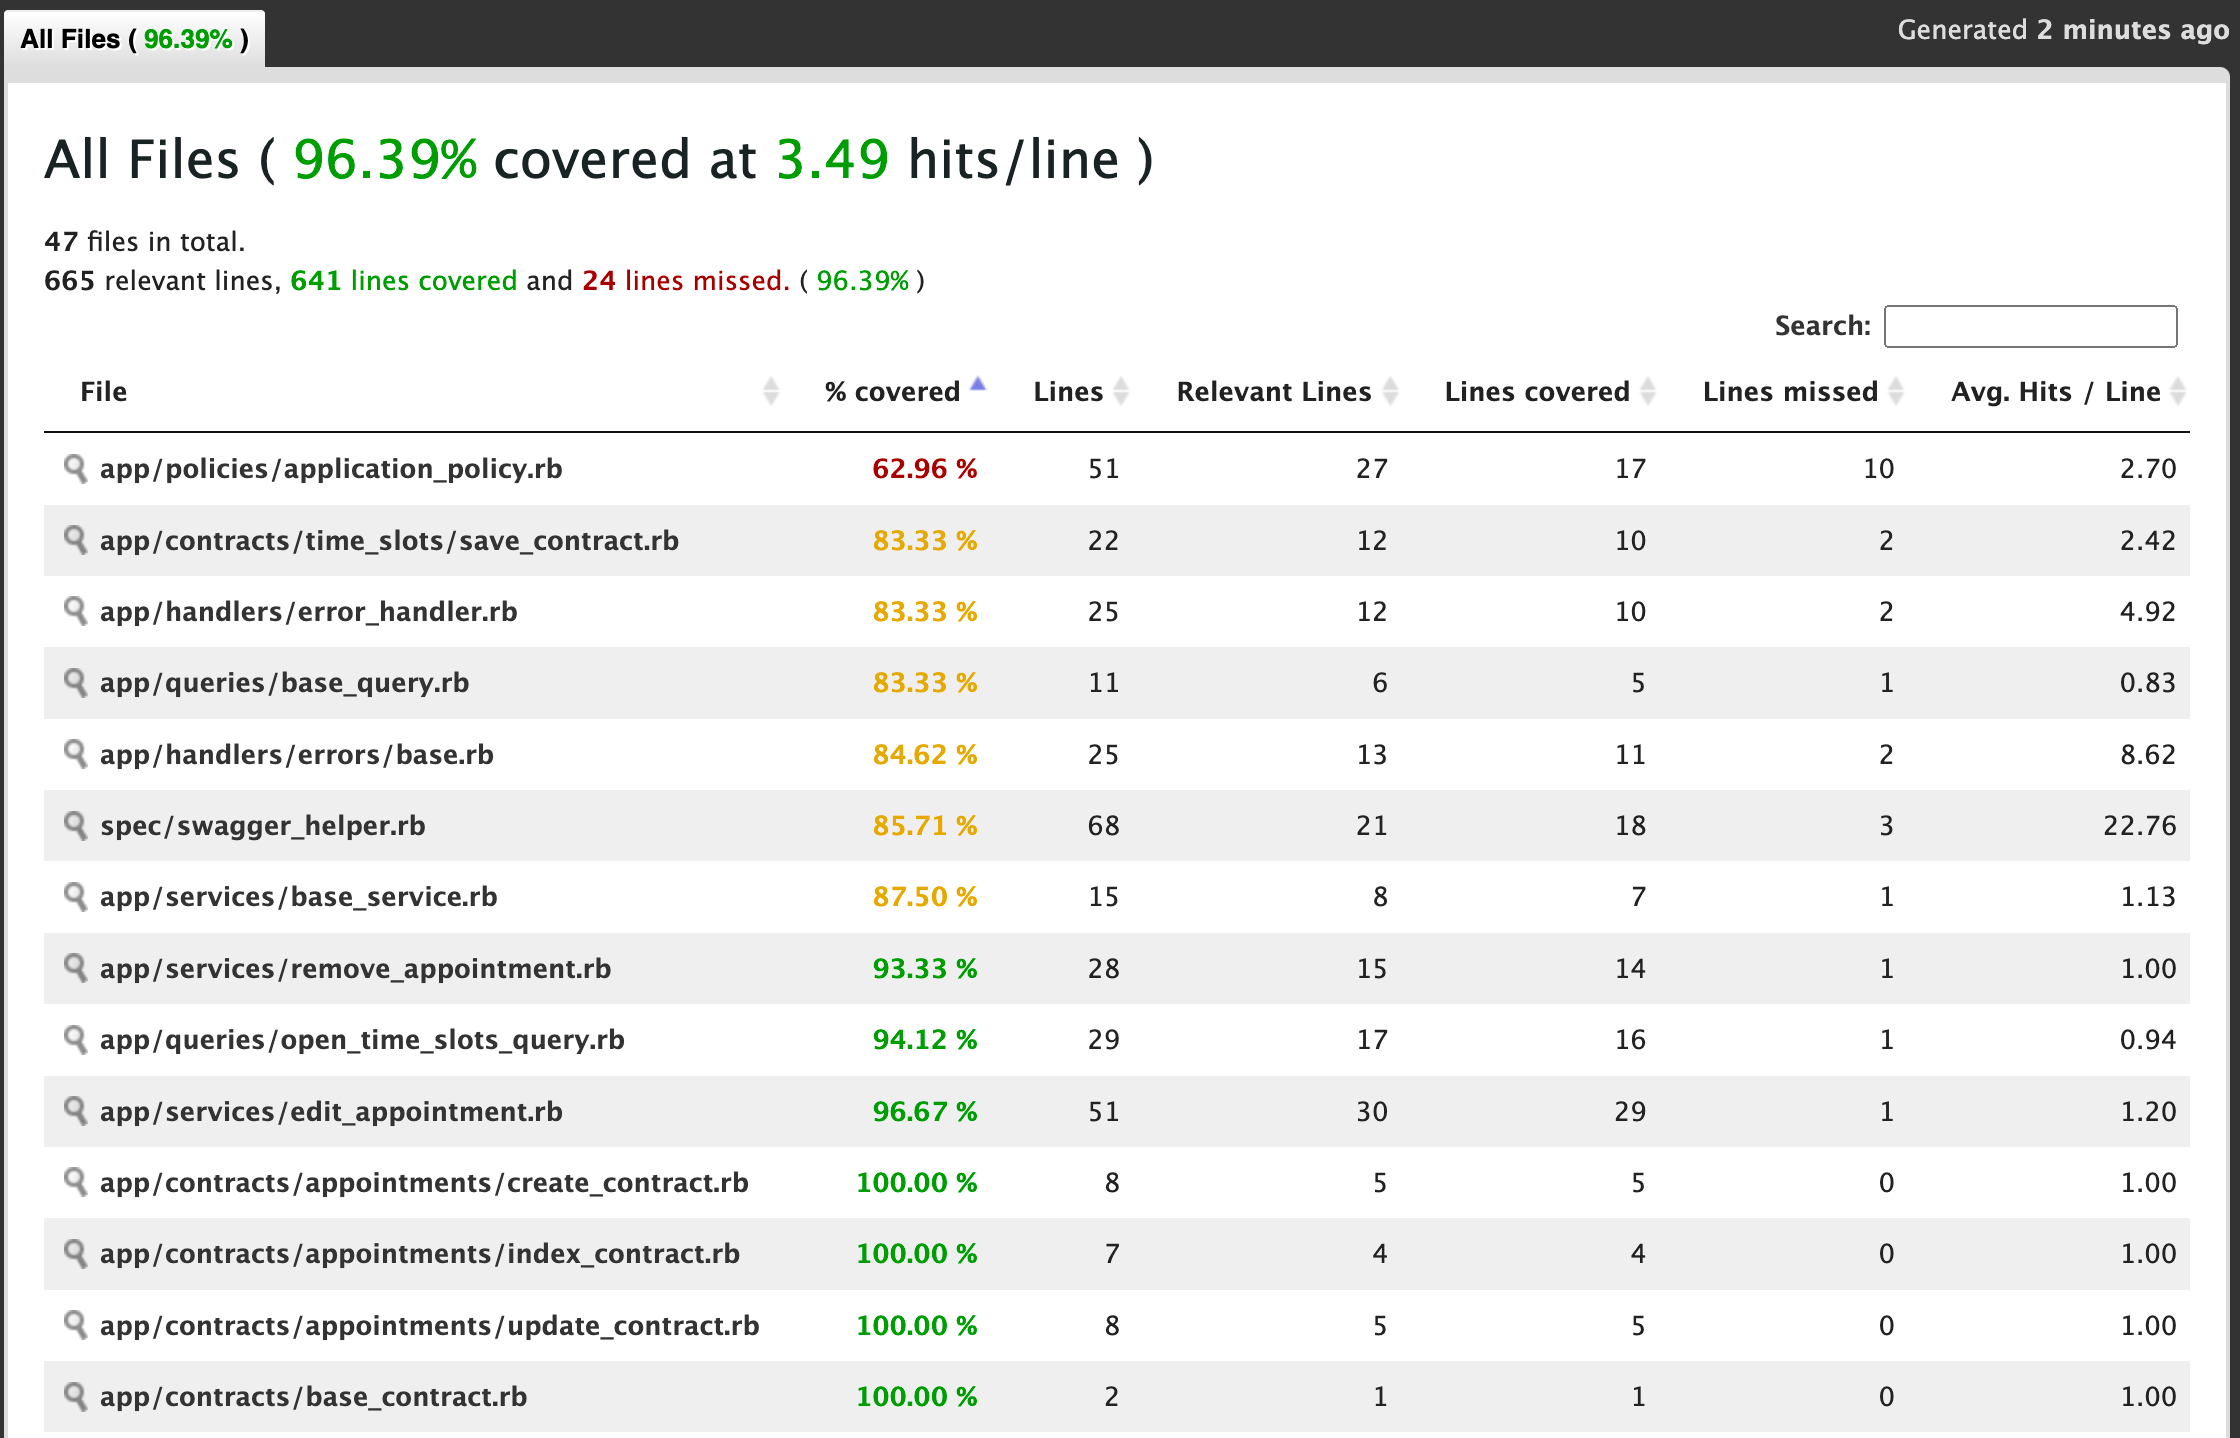 All Files ( 96.39% )
Generated 2 minutes ago
All Files ( 96.39% covered at 3.49 hits/line )
47 files in total.
665 relevant lines, 641 lines covered and 24 lines missed. ( 96.39% )
Search:
File % covered Lines Relevant Lines Lines covered Lines missed Avg. Hits / Line
app/policies/application_policy.rb 62.96 % 51 27 17 10 2.70
app/contracts/time_slots/save_contract.rb 83.33 % 22 12 10 2 2.42
app/handlers/error_handler.rb 83.33 % 25 12 10 2 4.92
app/queries/base_query.rb 83.33 % 11 6 5 1 0.83
app/handlers/errors/base.rb 84.62 % 25 13 11 2 8.62
spec/swagger_helper.rb 85.71 % 68 21 18 3 22.76
app/services/base_service.rb 87.50 % 15 8 7 1 1.13
app/services/remove_appointment.rb 93.33 % 28 15 14 1 1.00
app/queries/open_time_slots_query.rb 94.12 % 29 17 16 1 0.94
app/services/edit_appointment.rb 96.67 % 51 30 29 1 1.20
app/contracts/appointments/create_contract.rb 100.00 % 8 5 5 0 1.00
app/contracts/appointments/index_contract.rb 100.00 % 7 4 4 0 1.00
app/contracts/appointments/update_contract.rb 100.00 % 8 5 5 0 1.00
app/contracts/base_contract.rb 100.00 % 2 1 1 0 1.00